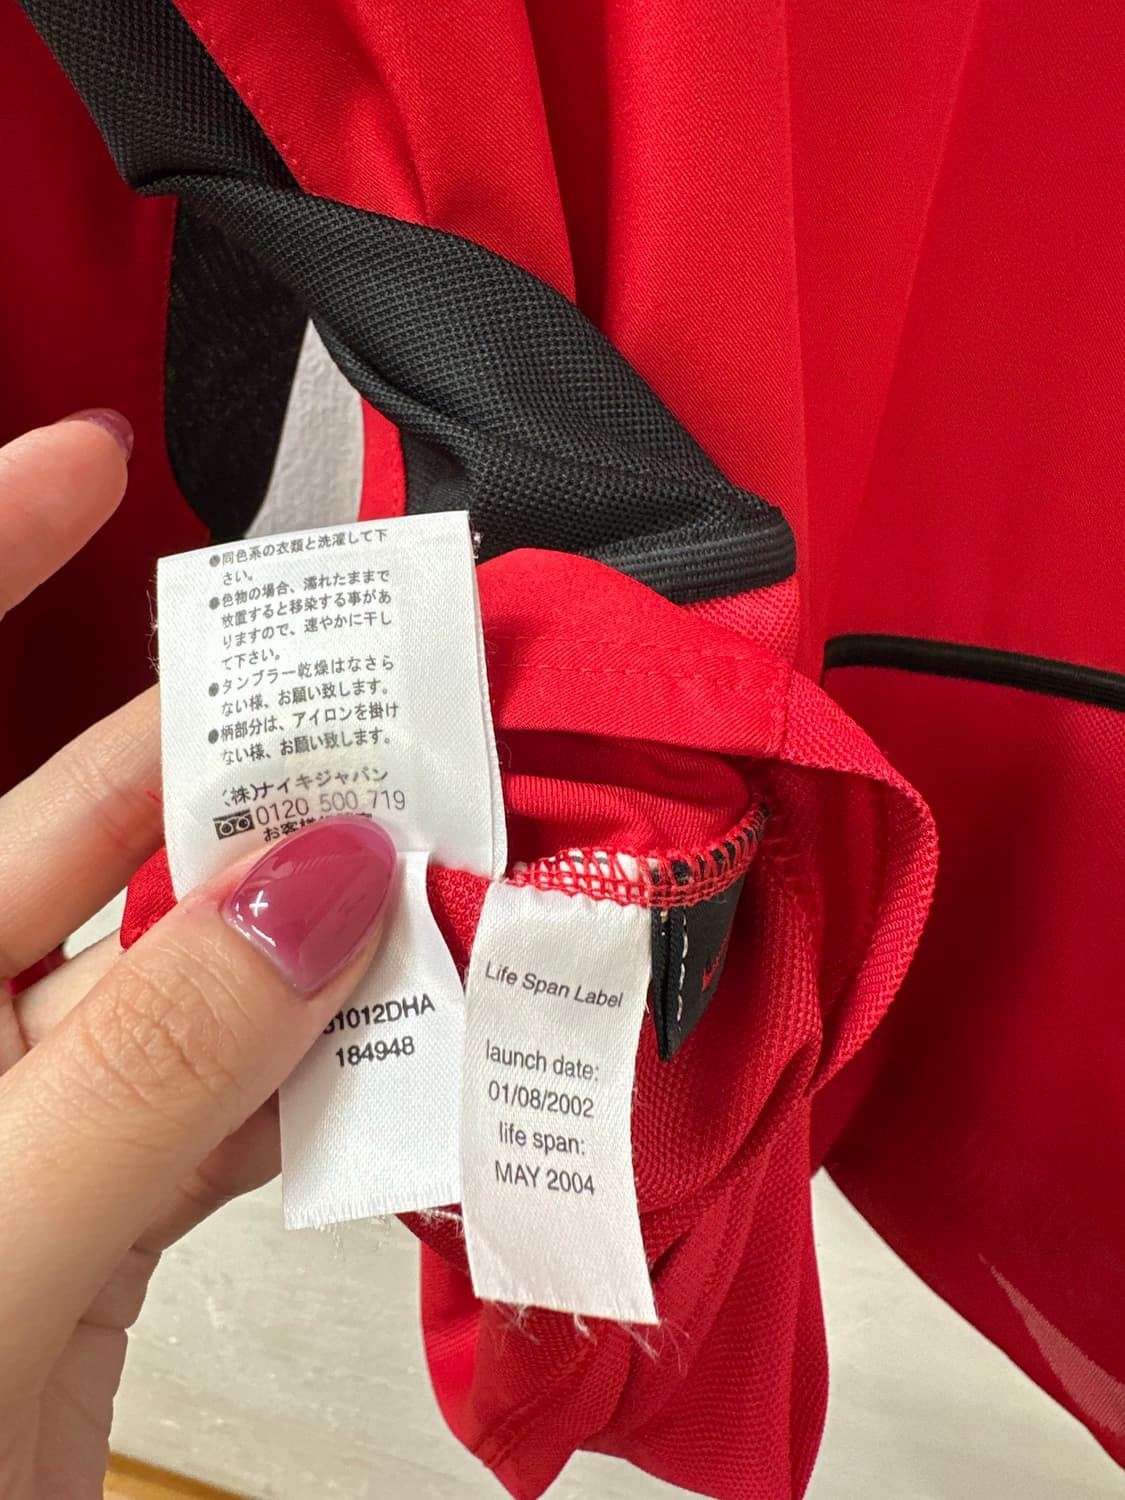 ●同色系の衣類と洗濯して下
さい。
●色物の場合、濡れたままで
放置すると移染する事があ
りますので、速やかに干し
て下さい。
●タンブラー乾燥はなさら
ない様、お願い致します。
●柄部分は、アイロンを掛け
ない様、お願い致します。
(株)ナイキジャパン
0120 500 719
お客様
1012DHA
184948
Life Span Label
launch date:
01/08/2002
life span:
MAY 2004